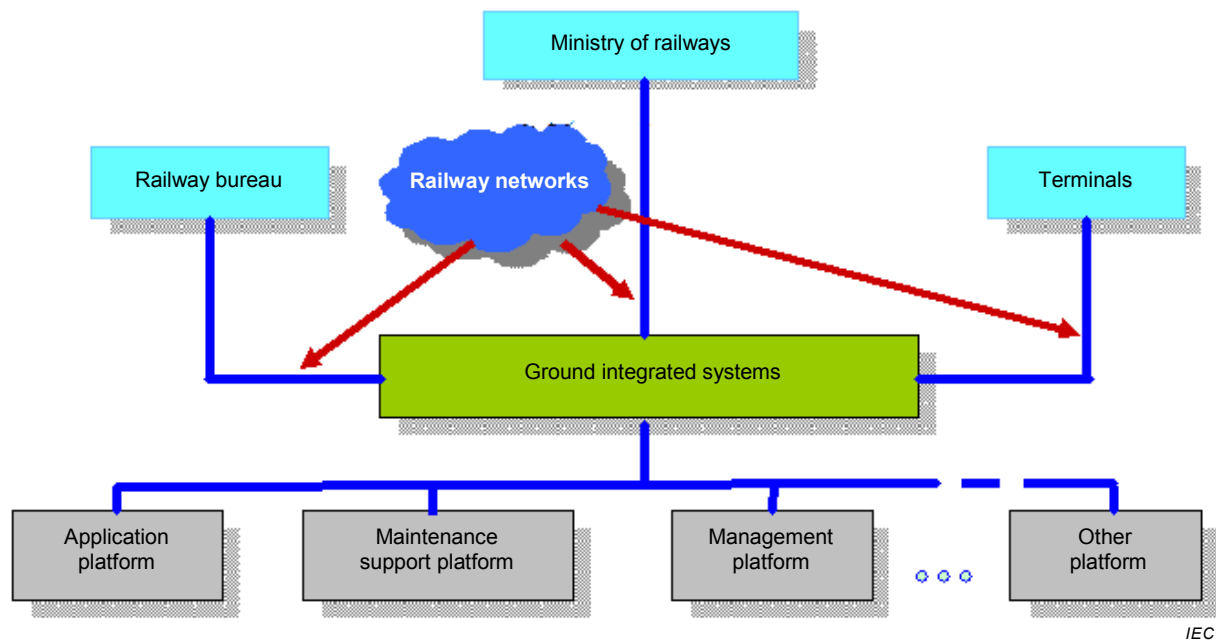 Ministry of railways
Railway bureau
Railway networks
Terminals
Ground integrated systems
Application
platform
Maintenance
support platform
Management
platform
Other
platform
IEC